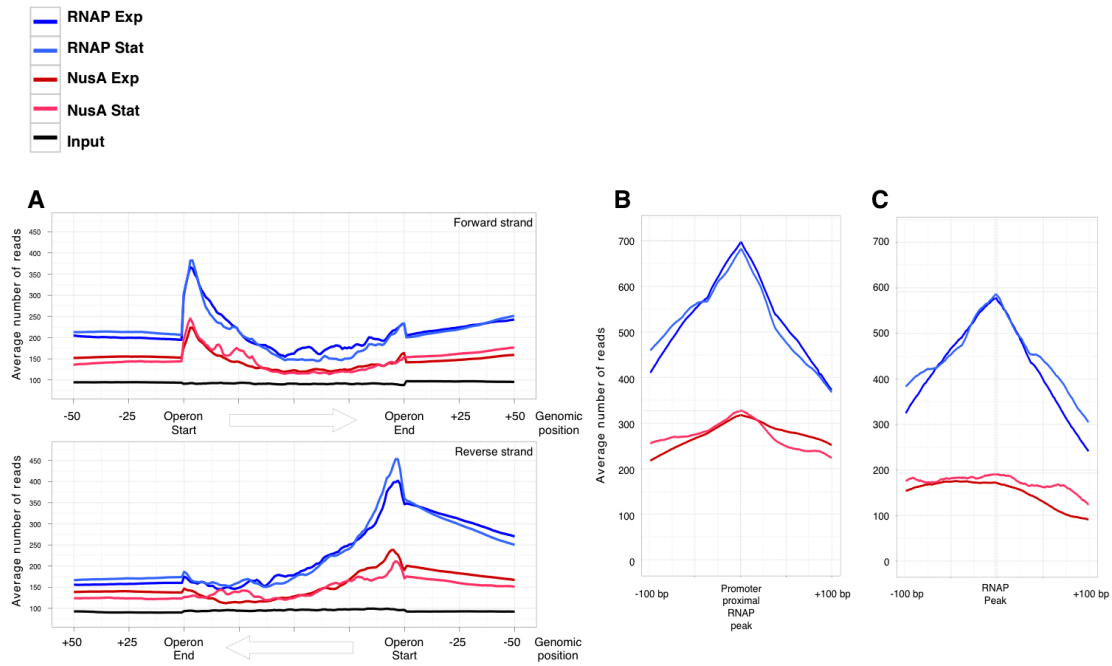 RNAP Exp
RNAP Stat
NusA Exp
NusA Stat
Input
A
Forward strand
Average number of reads
450
400
350
300
250
200
150
100
-50
-25
Operon
Start
Operon
End
+25
+50
Genomic
position
Reverse strand
Average number of reads
450
400
350
300
250
200
150
100
+50
+25
Operon
End
Operon
Start
-25
-50
Genomic
position
B
Average number of reads
700
600
500
400
300
200
100
0
-100 bp
Promoter
proximal
RNAP
peak
+100 bp
C
700
600
500
400
300
200
100
0
-100 bp
RNAP
Peak
+100 bp